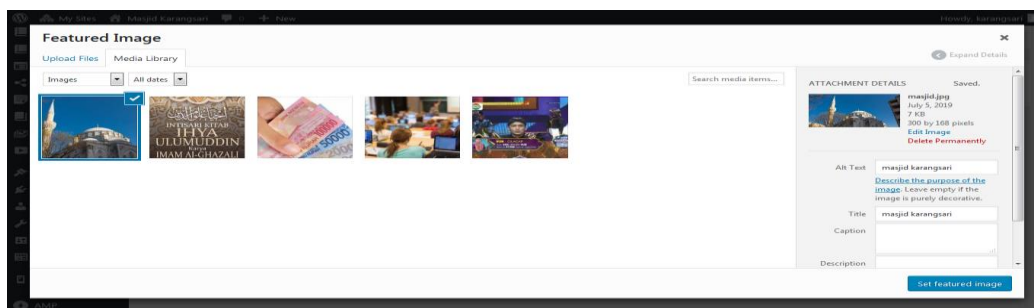 My Sites Masjid Karangsari 0 + New Howdy, karangsari
Featured Image
Upload Files Media Library
Expand Details
Images All dates Search media items...
ATTACHMENT DETAILS Saved.
masjid.jpg
July 5, 2019
7 KB
300 by 168 pixels
Edit Image
Delete Permanently
INTISARI KITAB
IHYA
ULUMUDDIN
Karya
IMAM Al-GHAZALI
Alt Text masjid karangsari
Describe the purpose of the
image. Leave empty if the
image is purely decorative.
Title masjid karangsari
Caption
Description
Set featured image
AMP